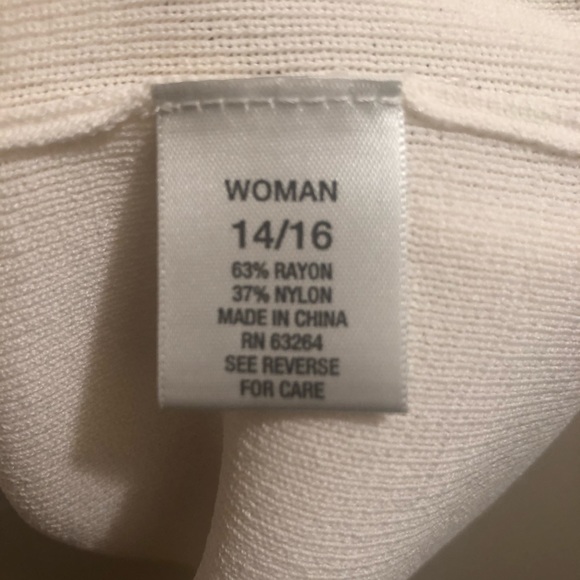 WOMAN
14/16
63% RAYON
37% NYLON
MADE IN CHINA
RN 63264
SEE REVERSE
FOR CARE